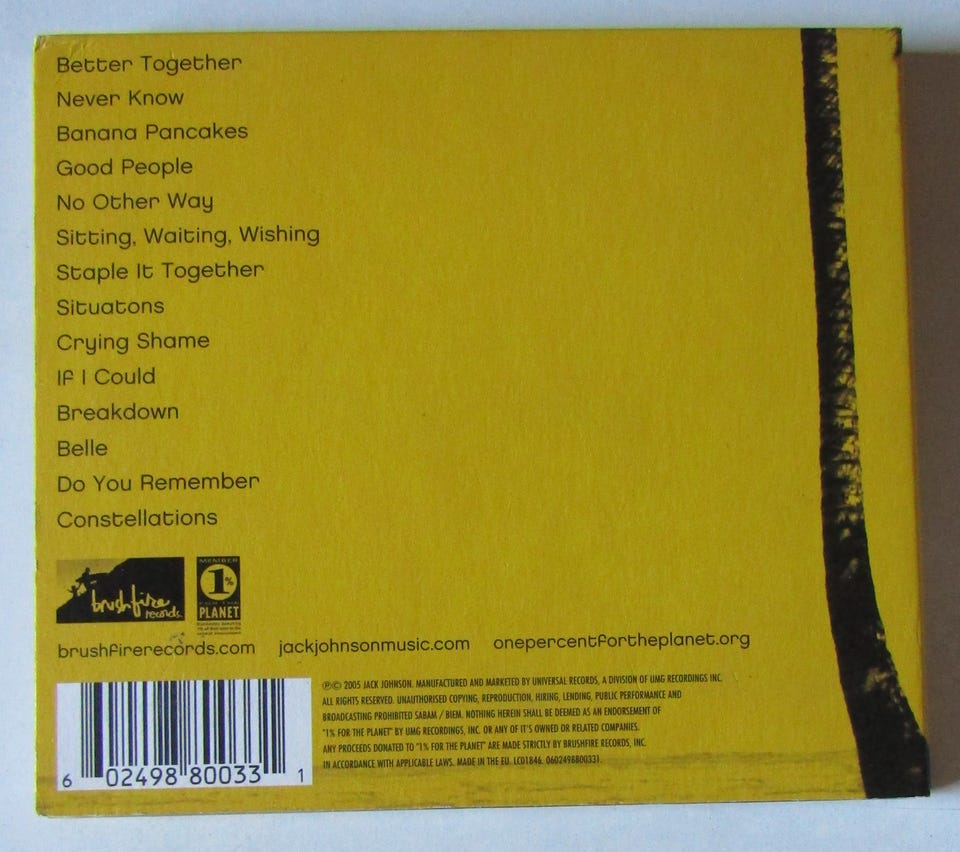 Better Together
Never Know
Banana Pancakes
Good People
No Other Way
Sitting, Waiting, Wishing
Staple It Together
Situatons
Crying Shame
If I Could
Breakdown
Belle
Do You Remember
Constellations
brushfire
records
MEMBER
1%
FOR THE
PLANET
brushfirerecords.com jackjohnsonmusic.com onepercentfortheplanet.org
℗© 2005 JACK JOHNSON. MANUFACTURED AND MARKETED BY UNIVERSAL RECORDS, A DIVISION OF UMG RECORDINGS INC.
ALL RIGHTS RESERVED. UNAUTHORISED COPYING, REPRODUCTION, HIRING, LENDING, PUBLIC PERFORMANCE AND
BROADCASTING PROHIBITED SABAM / BIEM. NOTHING HEREIN SHALL BE DEEMED AS AN ENDORSEMENT OF
"1% FOR THE PLANET" BY UMG RECORDINGS, INC. OR ANY OF IT'S OWNED OR RELATED COMPANIES.
ANY PROCEEDS DONATED TO "1% FOR THE PLANET" ARE MADE STRICTLY BY BRUSHFIRE RECORDS, INC.
IN ACCORDANCE WITH APPLICABLE LAWS. MADE IN THE EU. LC01846. 0602498800331.
6 02498 80033 1